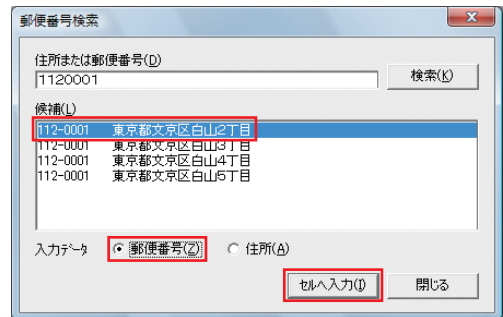 郵便番号検索
住所または郵便番号(D)
1120001
検索(K)
候補(L)
112-0001 東京都文京区白山2丁目
112-0001 東京都文京区白山3丁目
112-0001 東京都文京区白山4丁目
112-0001 東京都文京区白山5丁目
入力データ 郵便番号(Z) 住所(A)
セルへ入力(I) 閉じる